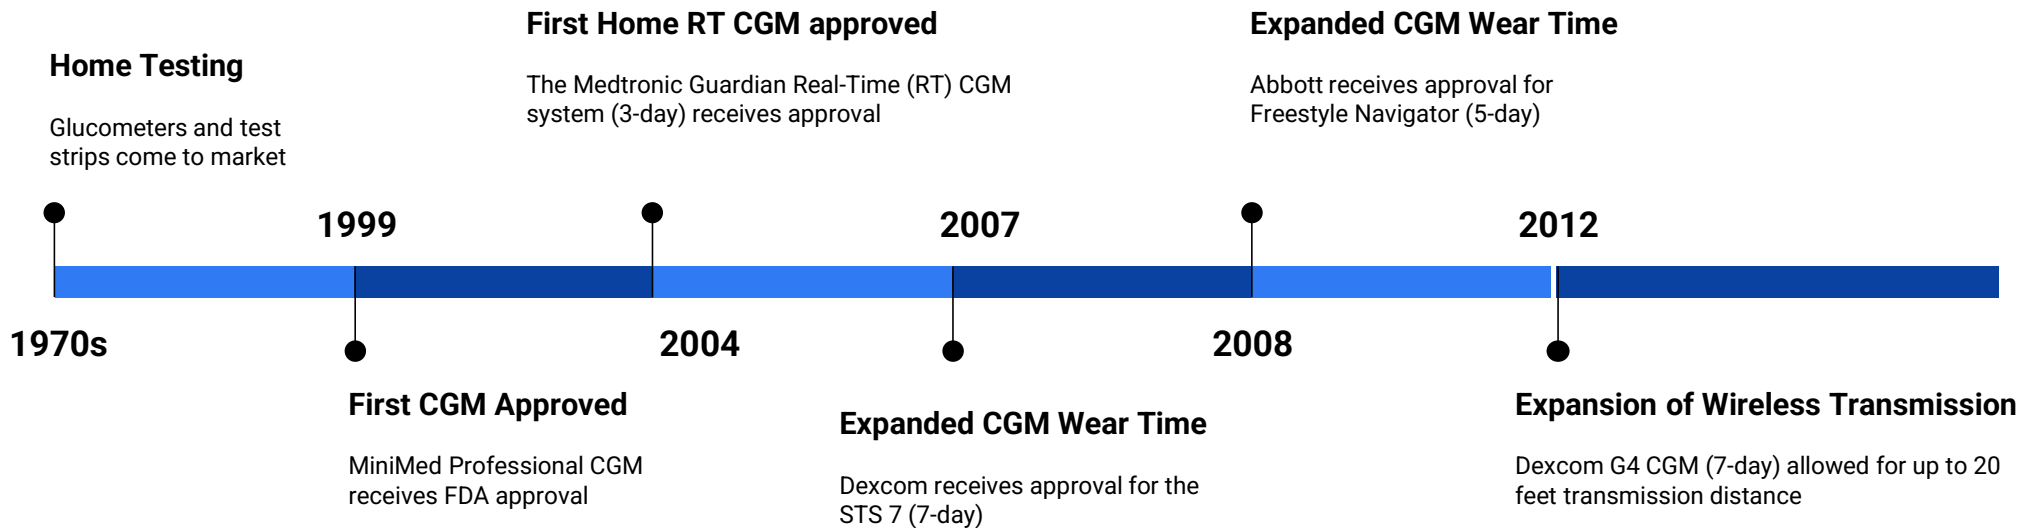 Home Testing
Glucometers and test
strips come to market
1970s
1999
First CGM Approved
MiniMed Professional CGM
receives FDA approval
First Home RT CGM approved
The Medtronic Guardian Real-Time (RT) CGM
system (3-day) receives approval
2004
2007
Expanded CGM Wear Time
Dexcom receives approval for the
STS 7 (7-day)
Expanded CGM Wear Time
Abbott receives approval for
Freestyle Navigator (5-day)
2008
2012
Expansion of Wireless Transmission
Dexcom G4 CGM (7-day) allowed for up to 20
feet transmission distance